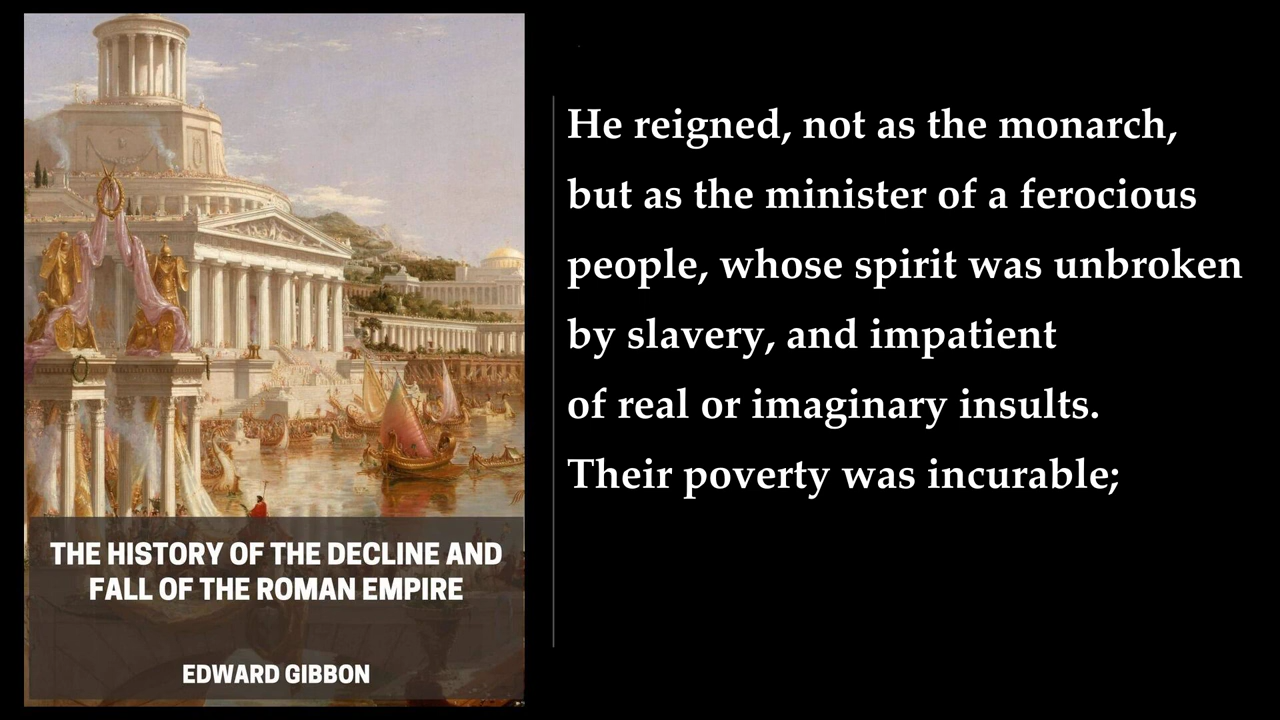 He reigned, not as the monarch,
but as the minister of a ferocious
people, whose spirit was unbroken
by slavery, and impatient
of real or imaginary insults.
Their poverty was incurable;
THE HISTORY OF THE DECLINE AND
FALL OF THE ROMAN EMPIRE
EDWARD GIBBON